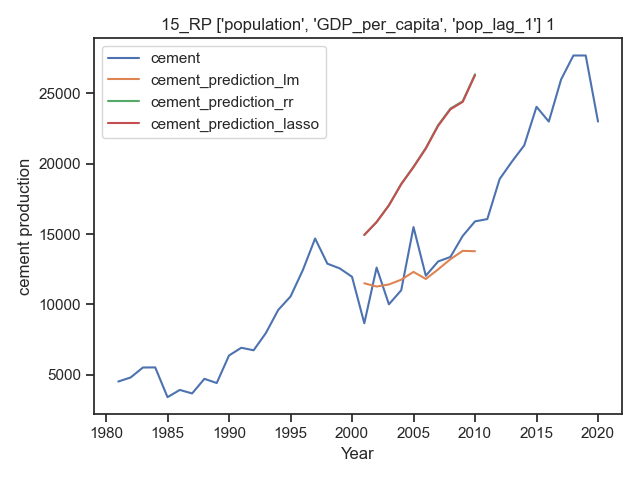 15_RP ['population', 'GDP_per_capita', 'pop_lag_1'] 1
cement
cement_prediction_lm
cement_prediction_rr
cement_prediction_lasso
25000
20000
15000
10000
5000
cement production
1980 1985 1990 1995 2000 2005 2010 2015 2020
Year